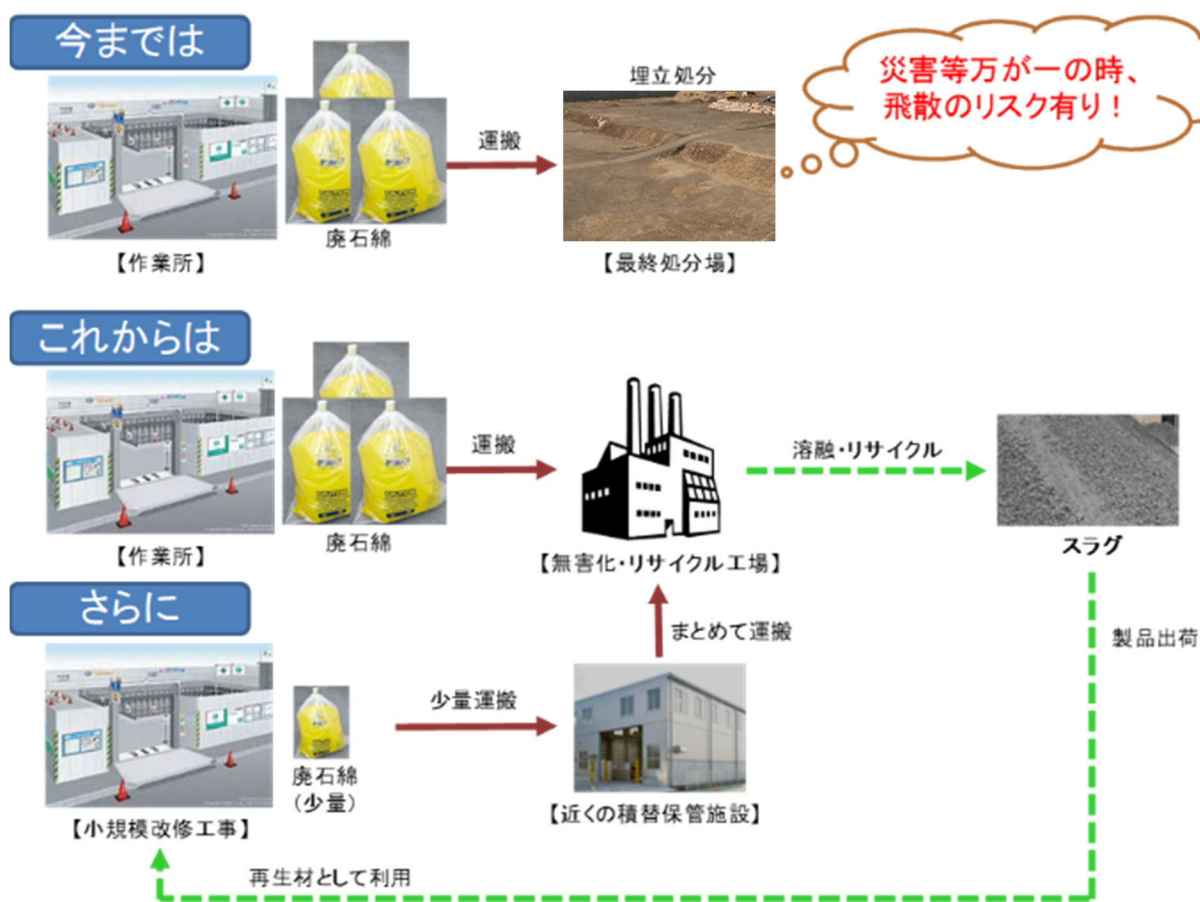 今までは
災害等万が一の時、
飛散のリスク有り!
埋立処分
運搬
廃石綿
【作業所】
【最終処分場】
これからは
運搬
溶融・リサイクル
廃石綿
【作業所】
【無害化・リサイクル工場】
スラグ
さらに
まとめて運搬
製品出荷
少量運搬
廃石綿
(少量)
【小規模改修工事】
【近くの積替保管施設】
再生材として利用